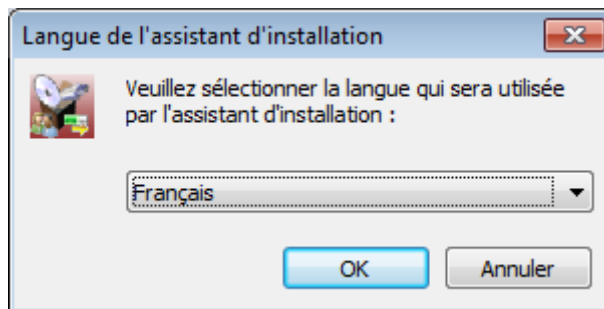 Langue de l'assistant d'installation
Veuillez sélectionner la langue qui sera utilisée
par l'assistant d'installation :
Français
OK
Annuler